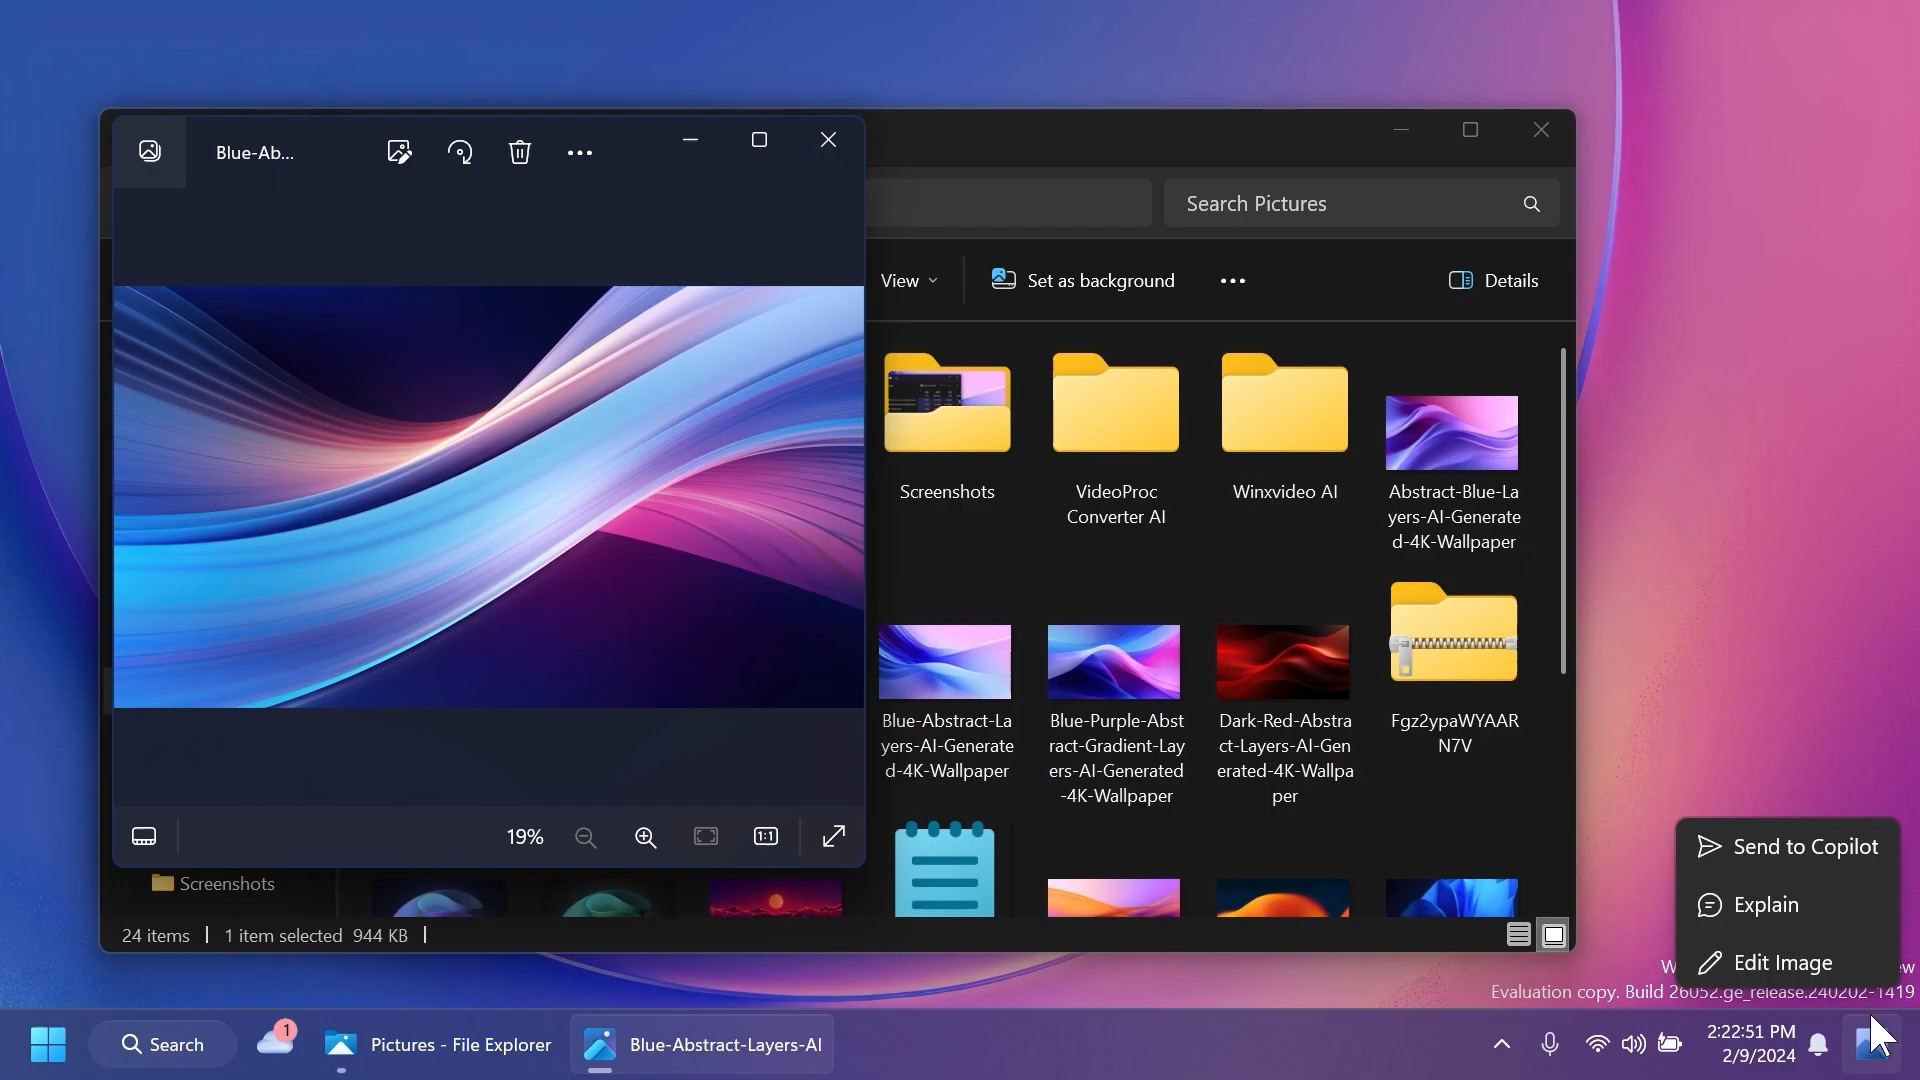 Blue-Ab...
Search Pictures
View
Set as background
Details
Screenshots
VideoProc
Converter AI
Winxvideo AI
Abstract-Blue-La
yers-AI-Generate
d-4K-Wallpaper
Blue-Abstract-La
yers-AI-Generate
d-4K-Wallpaper
Blue-Purple-Abst
ract-Gradient-Lay
ers-AI-Generated
-4K-Wallpaper
Dark-Red-Abstra
ct-Layers-AI-Gen
erated-4K-Wallpa
per
Fgz2ypaWYAAR
N7V
19%
1:1
Screenshots
24 items
1 item selected 944 KB
Send to Copilot
Explain
Edit Image
Evaluation copy. Build 26052.ge_release.240202-1419
Search
1
Pictures - File Explorer
Blue-Abstract-Layers-AI
2:22:51 PM
2/9/2024